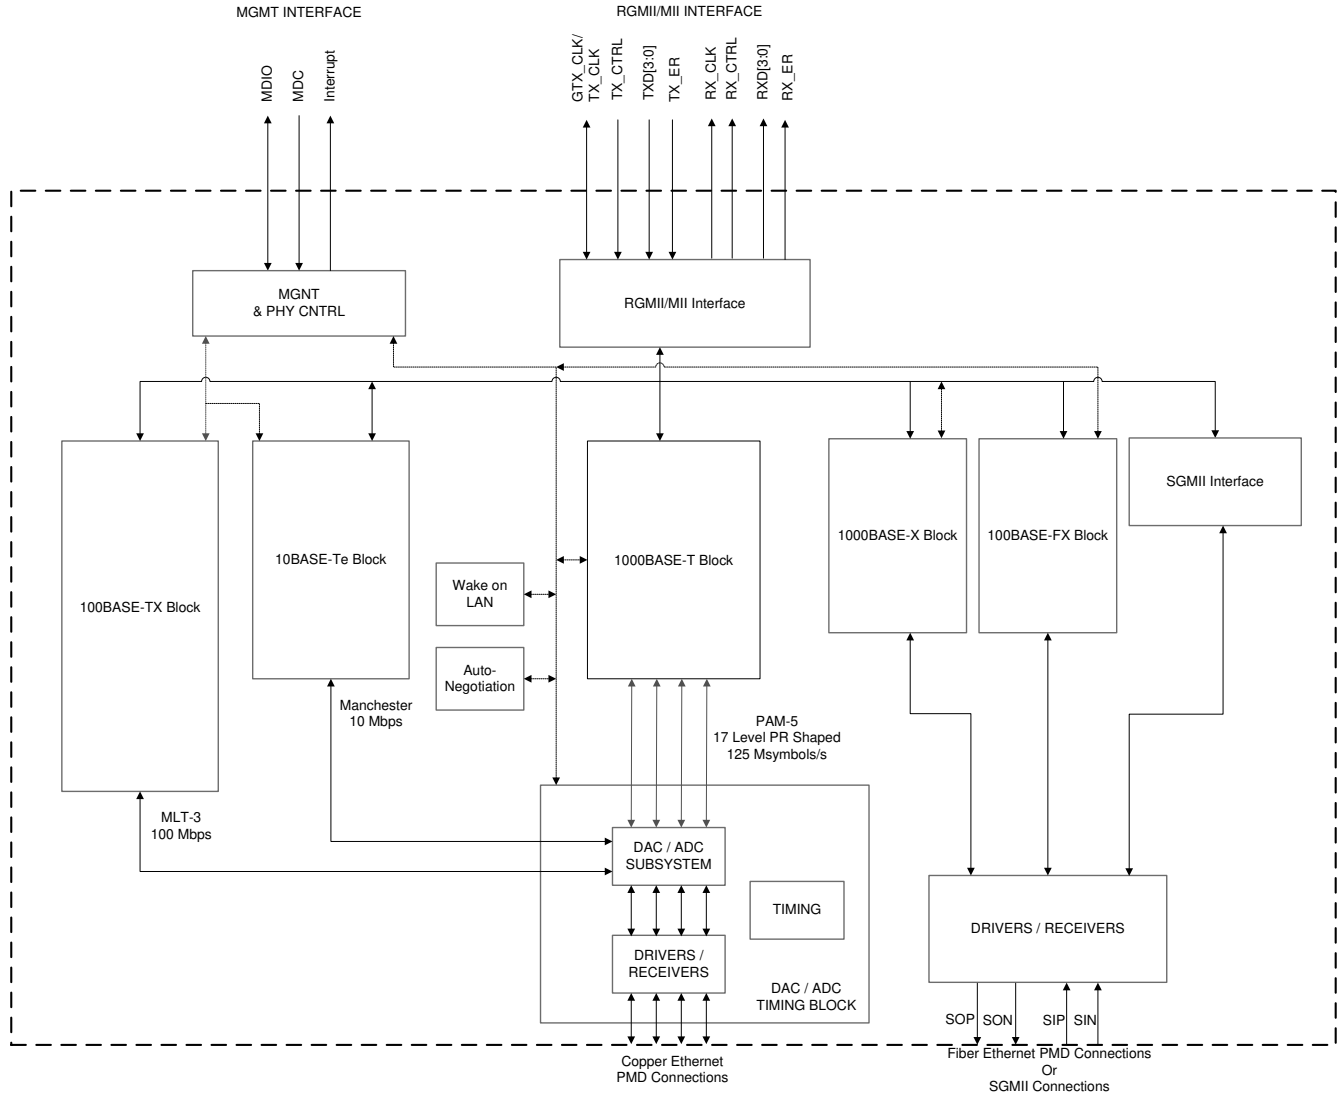 MGMT INTERFACE
RGMII/MII INTERFACE
MDIO
MDC
Interrupt
GTX_CLK/
TX_CLK
TX_CTRL
TXD[3:0]
TX_ER
RX_CLK
RX_CTRL
RXD[3:0]
RX_ER
MGNT
& PHY CNTRL
RGMII/MII Interface
100BASE-TX Block
10BASE-Te Block
1000BASE-T Block
1000BASE-X Block
100BASE-FX Block
SGMII Interface
Wake on
LAN
Auto-
Negotiation
Manchester
10 Mbps
PAM-5
17 Level PR Shaped
125 Msymbols/s
MLT-3
100 Mbps
DAC / ADC
SUBSYSTEM
TIMING
DRIVERS /
RECEIVERS
DAC / ADC
TIMING BLOCK
DRIVERS / RECEIVERS
SOP
SON
SIP
SIN
Copper Ethernet
PMD Connections
Fiber Ethernet PMD Connections
Or
SGMII Connections